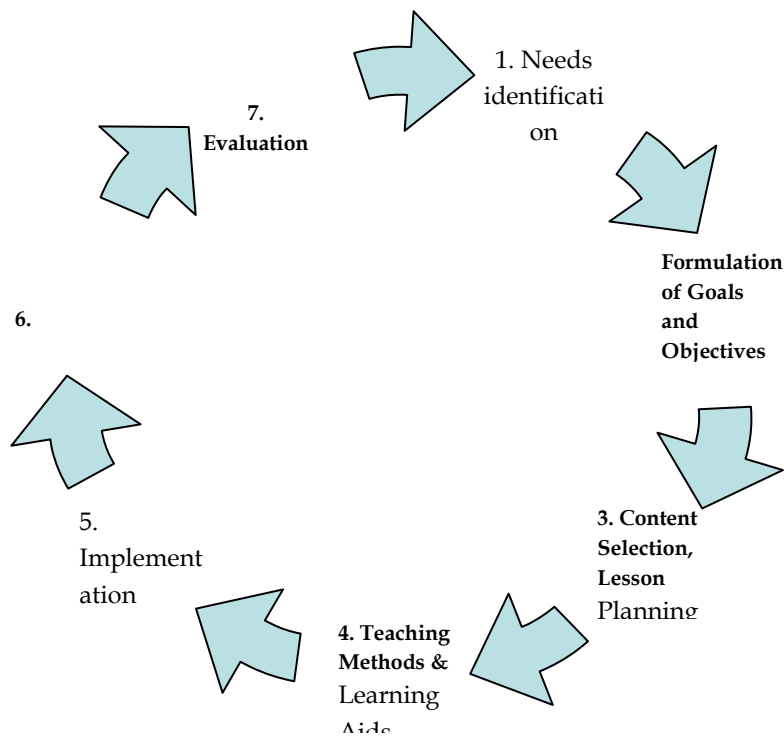 1. Needs
identificati
on
Formulation
of Goals
and
Objectives
3. Content
Selection,
Lesson
Planning
4. Teaching
Methods &
Learning
Aids
5.
Implement
ation
6.
7.
Evaluation